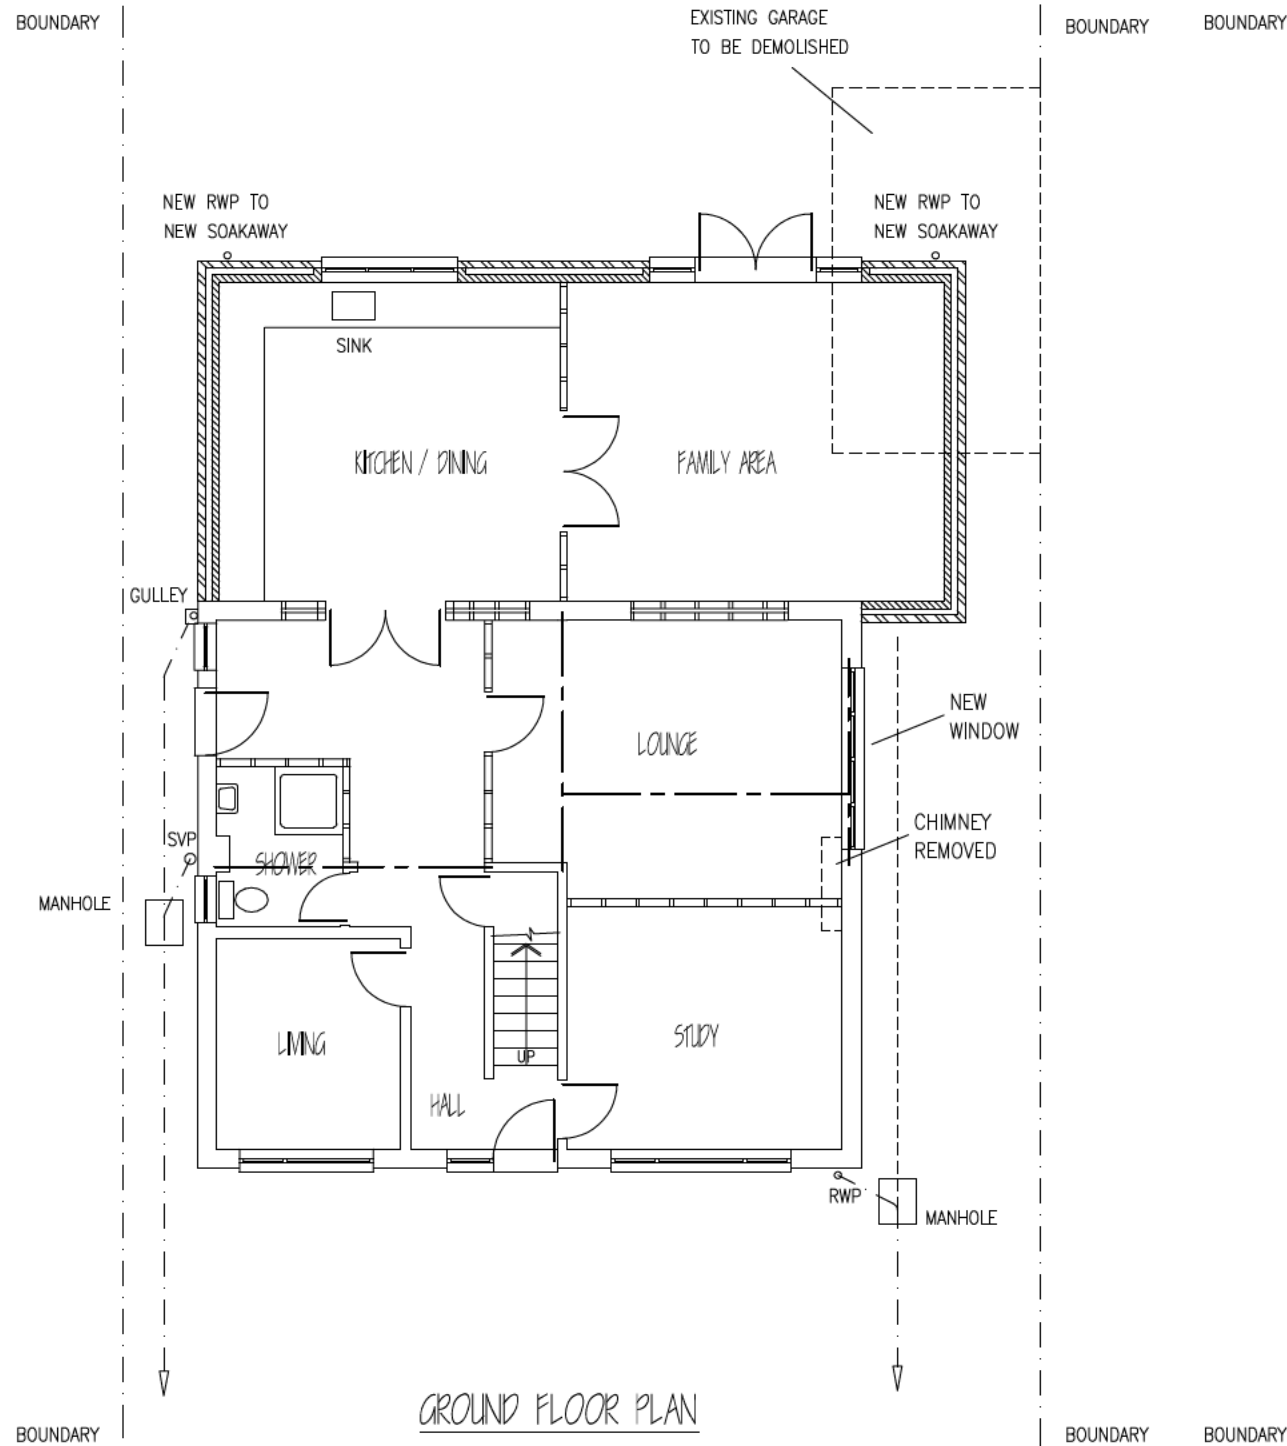 BOUNDARY
EXISTING GARAGE
TO BE DEMOLISHED
BOUNDARY
BOUNDARY
NEW RWP TO
NEW SOAKAWAY
NEW RWP TO
NEW SOAKAWAY
SINK
KITCHEN / DINING
FAMILY AREA
GULLEY
NEW
WINDOW
LOUNGE
CHIMNEY
REMOVED
SVP
SHOWER
MANHOLE
LIVING
STUDY
UP
HALL
RWP
MANHOLE
GROUND FLOOR PLAN
BOUNDARY
BOUNDARY
BOUNDARY